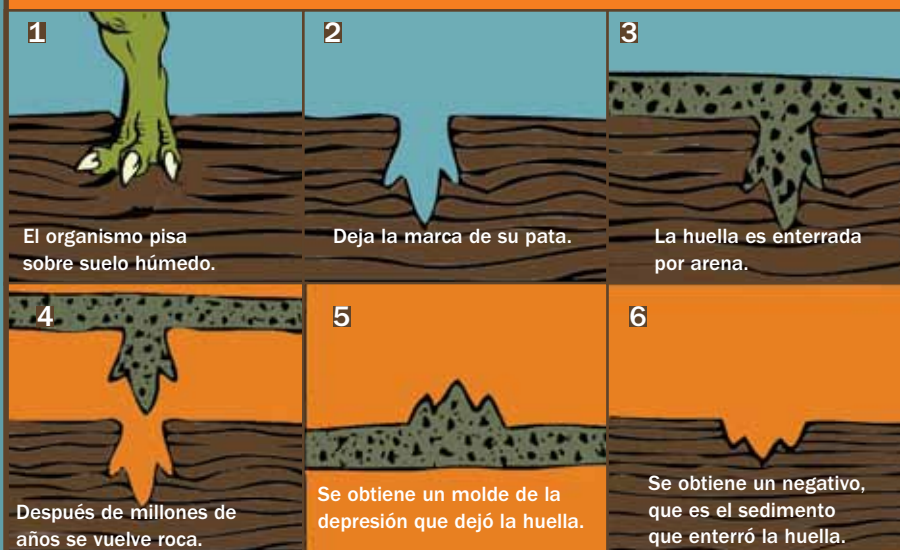 1
El organismo pisa
sobre suelo húmedo.
2
Deja la marca de su pata.
3
La huella es enterrada
por arena.
4
Después de millones de
años se vuelve roca.
5
Se obtiene un molde de la
depresión que dejó la huella.
6
Se obtiene un negativo,
que es el sedimento
que enterró la huella.